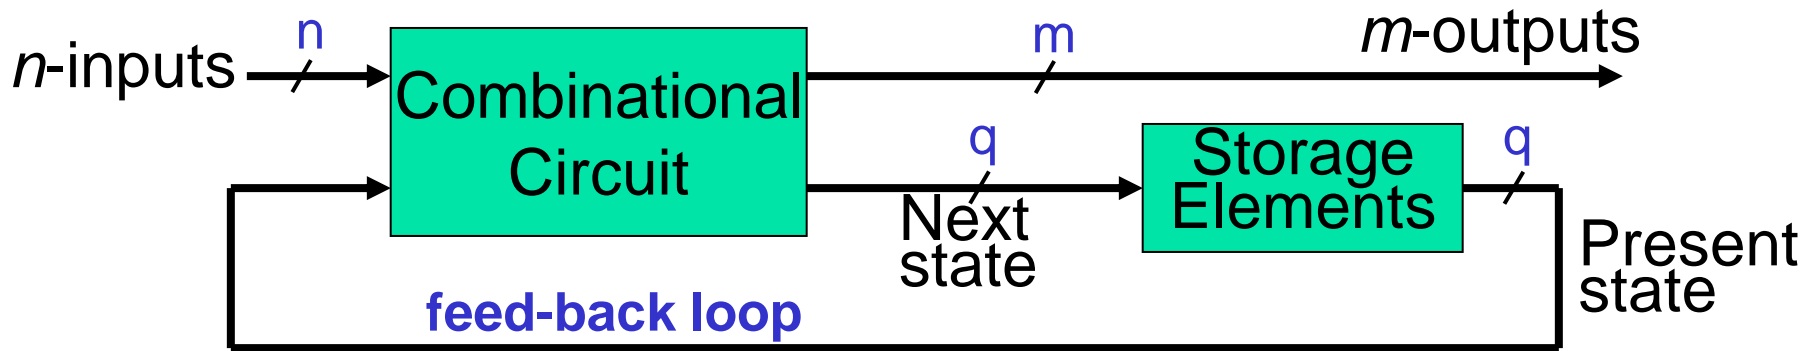 n
n-inputs
m
m-outputs
Combinational
Circuit
q
Next
state
Storage
Elements
q
Present
state
feed-back loop